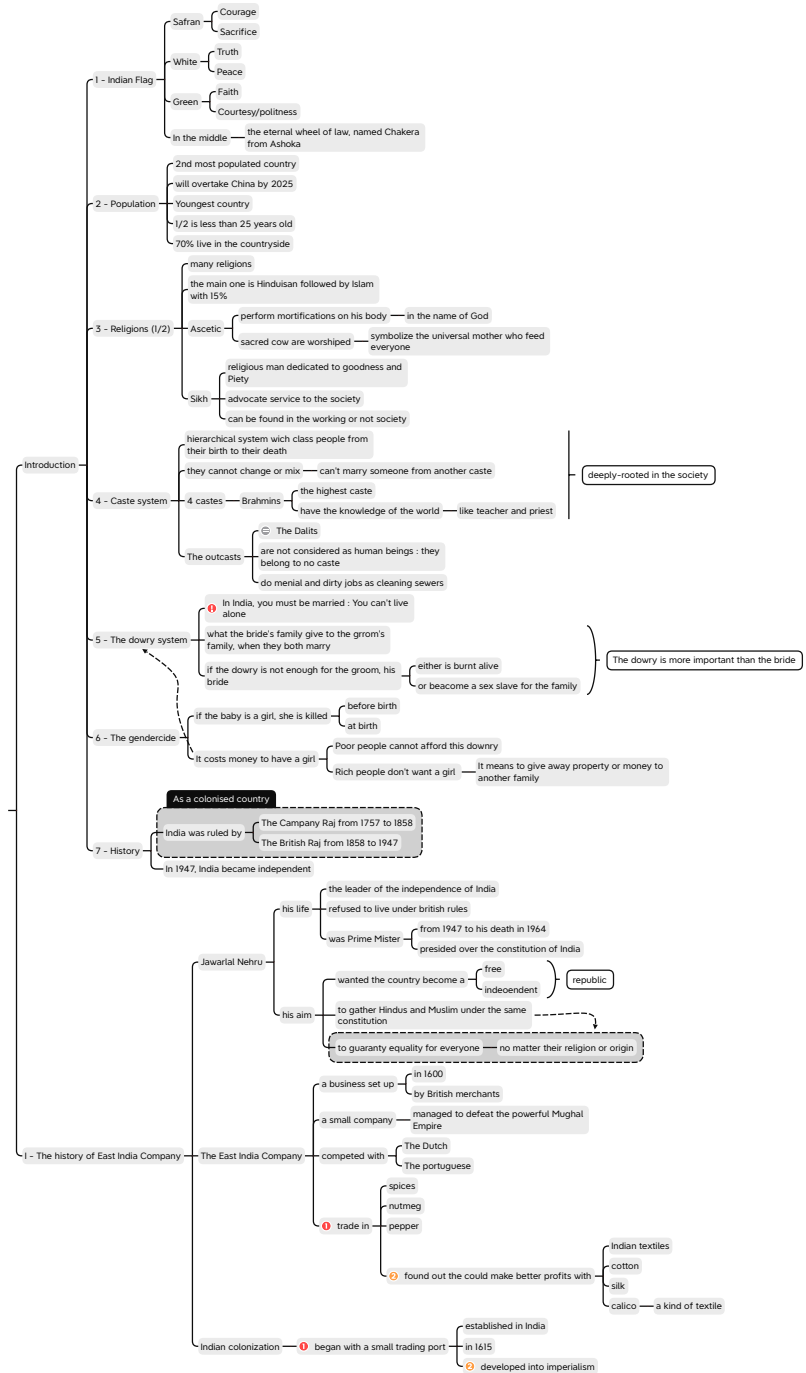 Introduction
1 - Indian Flag
Safran
Courage
Sacrifice
White
Truth
Peace
Green
Faith
Courtesy/politness
In the middle
the eternal wheel of law, named Chakera
from Ashoka
2 - Population
2nd most populated country
will overtake China by 2025
Youngest country
1/2 is less than 25 years old
70% live in the countryside
3 - Religions (1/2)
many religions
the main one is Hinduisan followed by Islam
with 15%
Ascetic
perform mortifications on his body
in the name of God
sacred cow are worshiped
symbolize the universal mother who feed
everyone
Sikh
religious man dedicated to goodness and
Piety
advocate service to the society
can be found in the working or not society
4 - Caste system
hierarchical system wich class people from
their birth to their death
they cannot change or mix
can't marry someone from another caste
4 castes
Brahmins
the highest caste
have the knowledge of the world
like teacher and priest
The outcasts
The Dalits
are not considered as human beings : they
belong to no caste
do menial and dirty jobs as cleaning sewers
deeply-rooted in the society
5 - The dowry system
In India, you must be married : You can't live
alone
what the bride's family give to the grrom's
family, when they both marry
if the dowry is not enough for the groom, his
bride
either is burnt alive
or beacome a sex slave for the family
The dowry is more important than the bride
6 - The gendercide
if the baby is a girl, she is killed
before birth
at birth
It costs money to have a girl
Poor people cannot afford this downry
Rich people don't want a girl
It means to give away property or money to
another family
7 - History
As a colonised country
India was ruled by
The Campany Raj from 1757 to 1858
The British Raj from 1858 to 1947
In 1947, India became independent
I - The history of East India Company
Jawarlal Nehru
his life
the leader of the independence of India
refused to live under british rules
was Prime Mister
from 1947 to his death in 1964
presided over the constitution of India
his aim
wanted the country become a
free
indeoendent
republic
to gather Hindus and Muslim under the same
constitution
to guaranty equality for everyone
no matter their religion or origin
The East India Company
a business set up
in 1600
by British merchants
a small company
managed to defeat the powerful Mughal
Empire
competed with
The Dutch
The portuguese
1 trade in
spices
nutmeg
pepper
2 found out the could make better profits with
Indian textiles
cotton
silk
calico
a kind of textile
Indian colonization
1 began with a small trading port
established in India
in 1615
2 developed into imperialism